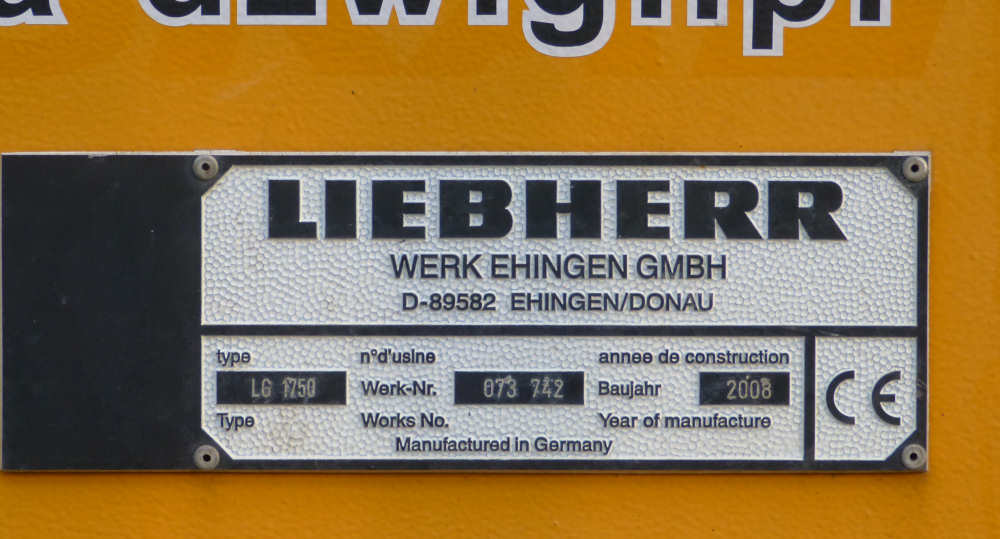 LIEBHERR
WERK EHINGEN GMBH
D-89582 EHINGEN/DONAU
type n°d'usine annee de construction
LG 1750 Werk-Nr. 073 742 Baujahr 2008
Type Works No. Year of manufacture
Manufactured in Germany
CE